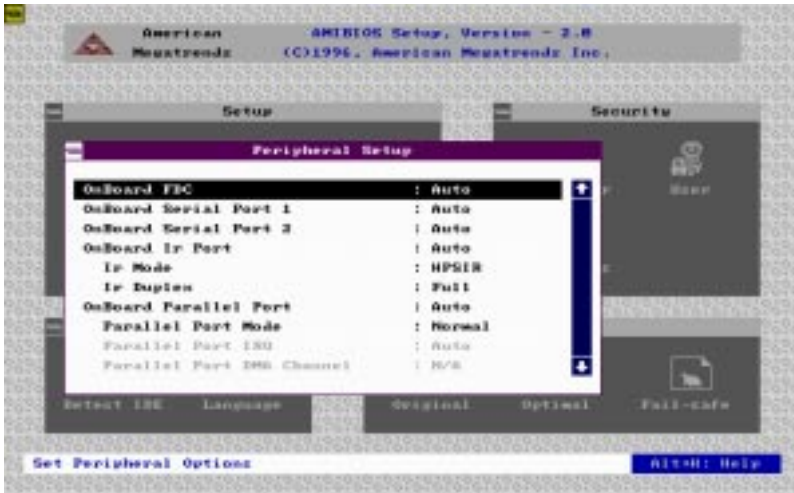 American Megatrends
AMIBIOS Setup, Version - 2.0
(C)1996, American Megatrends Inc.
Setup
Security
Peripheral Setup
OnBoard FDC : Auto
OnBoard Serial Port 1 : Auto
OnBoard Serial Port 2 : Auto
OnBoard Ir Port : Auto
Ir Mode : HPSIR
Ir Duplex : Full
OnBoard Parallel Port : Auto
Parallel Port Mode : Normal
Parallel Port IRQ : Auto
Parallel Port DMA Channel : N/A
User
Detect IDE
Language
Original
Optimal
Fail-safe
Set Peripheral Options
Alt+H: Help